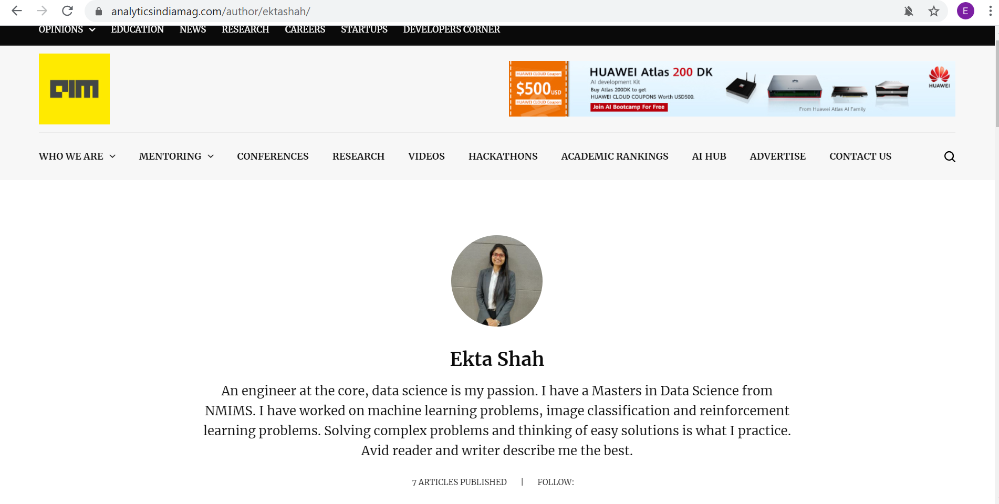 analyticsindiamag.com/author/ektashah/
E
OPINIONS EDUCATION NEWS RESEARCH CAREERS STARTUPS DEVELOPERS CORNER
AIM
HUAWEI CLOUD Coupon
$500USD
HUAWEI CLOUD Coupon
HUAWEI Atlas 200 DK
AI development Kit
Buy Atlas 200DK to get
HUAWEI CLOUD COUPONS Worth USD500.
Join AI Bootcamp For Free
From Huawei Atlas AI Family
HUAWEI
WHO WE ARE MENTORING CONFERENCES RESEARCH VIDEOS HACKATHONS ACADEMIC RANKINGS AI HUB ADVERTISE CONTACT US
Ekta Shah
An engineer at the core, data science is my passion. I have a Masters in Data Science from
NMIMS. I have worked on machine learning problems, image classification and reinforcement
learning problems. Solving complex problems and thinking of easy solutions is what I practice.
Avid reader and writer describe me the best.
7 ARTICLES PUBLISHED | FOLLOW: